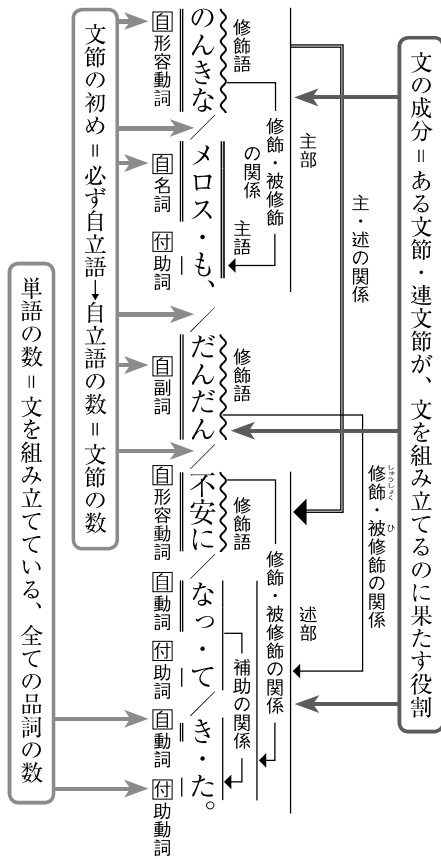 文の成分＝ある文節・連文節が、文を組み立てるのに果たす役割
主・述の関係
修飾・被修飾の関係
しゅうしょく
ひ
主部
述部
修飾・被修飾
の関係
修飾・被修飾の関係
補助の関係
修飾語
主語
修飾語
修飾語
のんきな／メロス・も、／だんだん／不安に／なっ・て／き・た。
自形容動詞
自名詞
付助詞
自副詞
自形容動詞
自動詞
付助詞
自動詞
付助動詞
文節の初め＝必ず自立語→自立語の数＝文節の数
単語の数＝文を組み立てている、全ての品詞の数